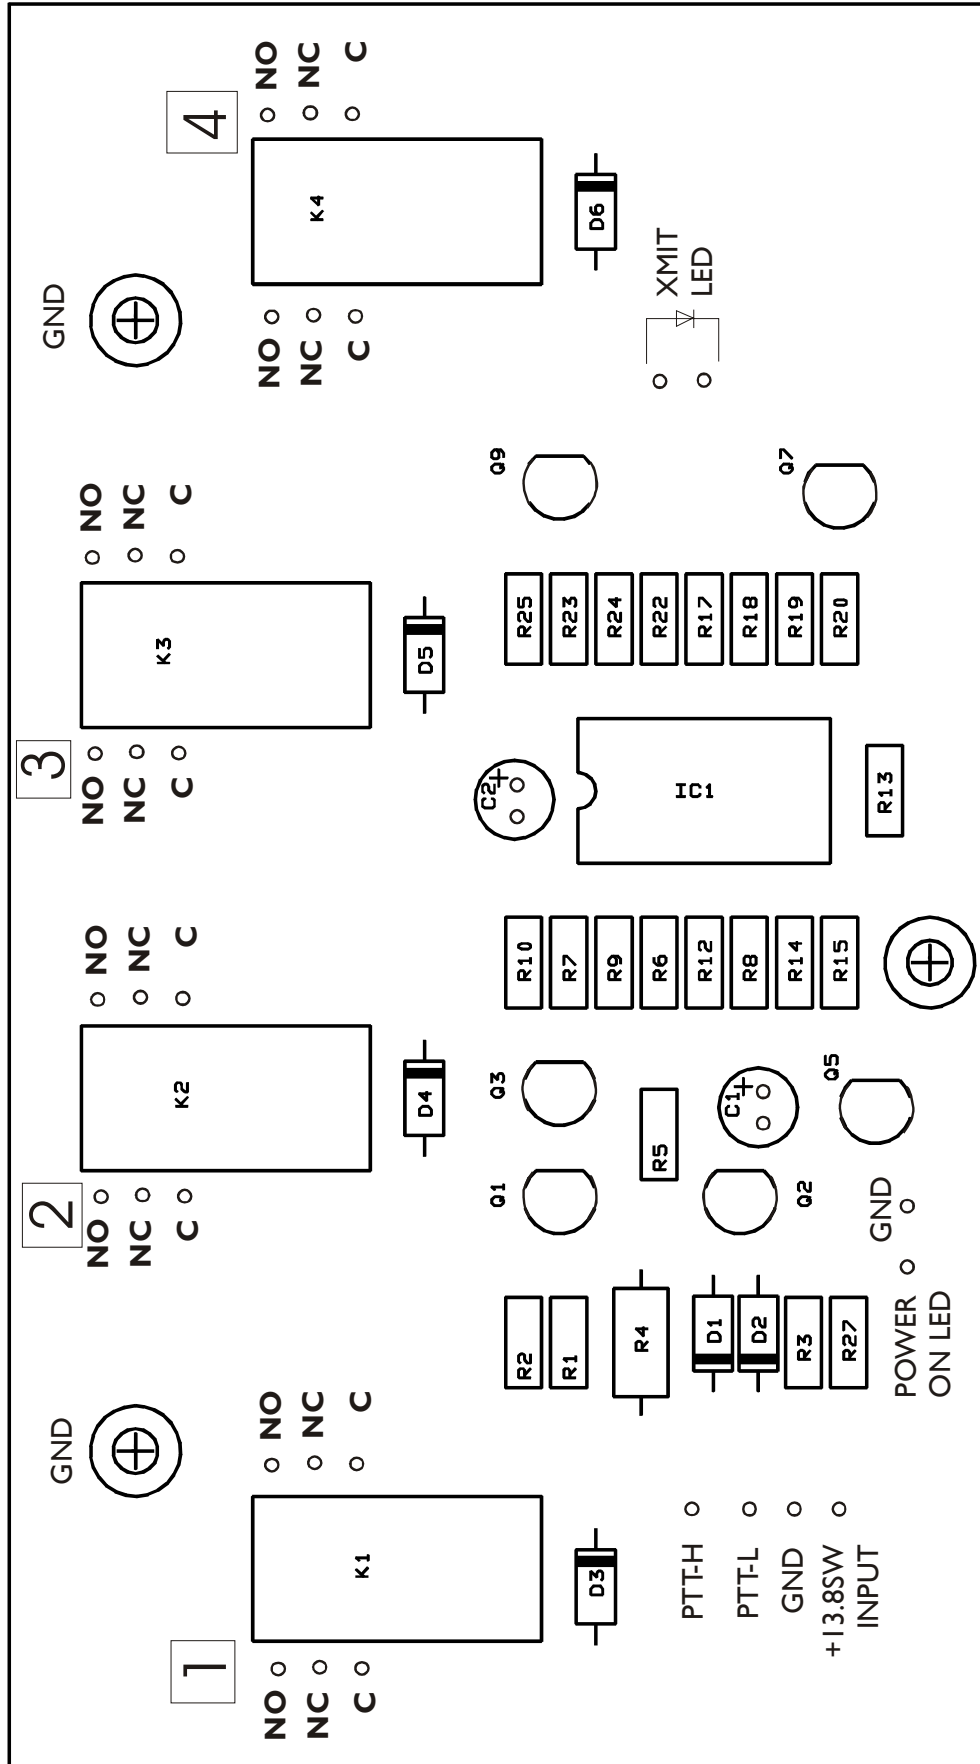 1
NO
NC
C
K1
NO
NC
C
GND
2
NO
NC
C
K2
NO
NC
C
3
NO
NC
C
K3
NO
NC
C
GND
4
NO
NC
C
K4
NO
NC
C
D3
D4
D5
D6
R2
R1
R4
D1
D2
R3
R27
Q1
Q3
R5
Q2
C1
+
Q5
R10
R7
R9
R6
R12
R8
R14
R15
C2
+
IC1
R13
R25
R23
R24
R22
R17
R18
R19
R20
Q9
Q7
XMIT
LED
PTT-H
PTT-L
GND
+13.8SW
INPUT
POWER
ON LED
GND